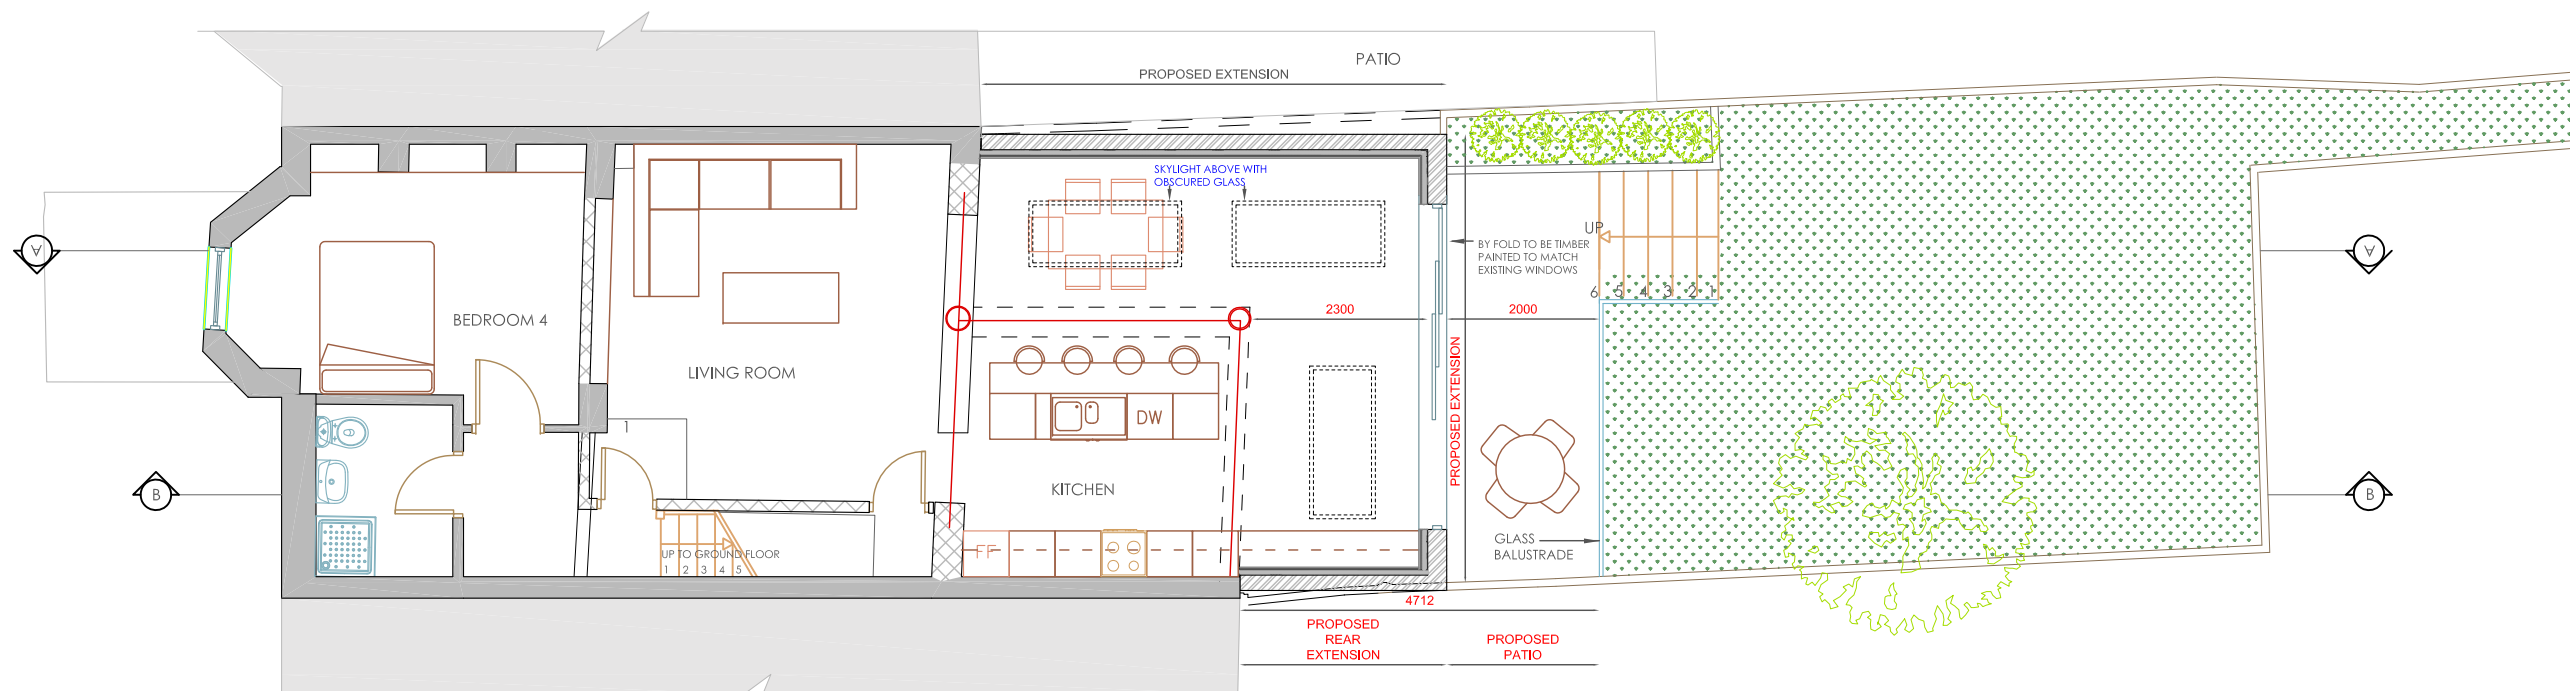 PATIO
PROPOSED EXTENSION
SKYLIGHT ABOVE WITH
OBSCURED GLASS
A
A
UP
BY FOLD TO BE TIMBER
PAINTED TO MATCH
EXISTING WINDOWS
6 5 4 3 2 1
BEDROOM 4
2300
2000
LIVING ROOM
PROPOSED EXTENSION
DW
1
KITCHEN
B
B
GLASS
BALUSTRADE
UP TO GROUND FLOOR
FF
1 2 3 4 5
4712
PROPOSED
REAR
EXTENSION
PROPOSED
PATIO